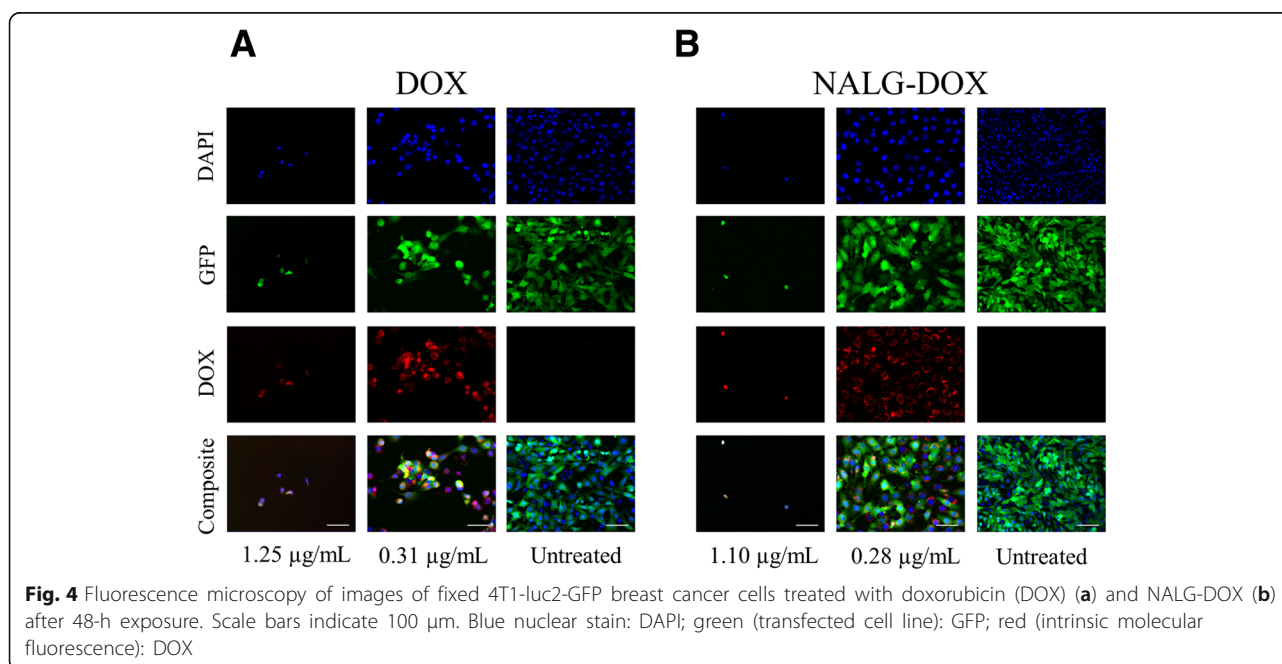 A
B
DOX
NALG-DOX
DAPI
GFP
DOX
Composite
1.25 µg/mL 0.31 µg/mL Untreated
1.10 µg/mL 0.28 µg/mL Untreated
Fig. 4 Fluorescence microscopy of images of fixed 4T1-luc2-GFP breast cancer cells treated with doxorubicin (DOX) (a) and NALG-DOX (b)
after 48-h exposure. Scale bars indicate 100 µm. Blue nuclear stain: DAPI; green (transfected cell line): GFP; red (intrinsic molecular
fluorescence): DOX